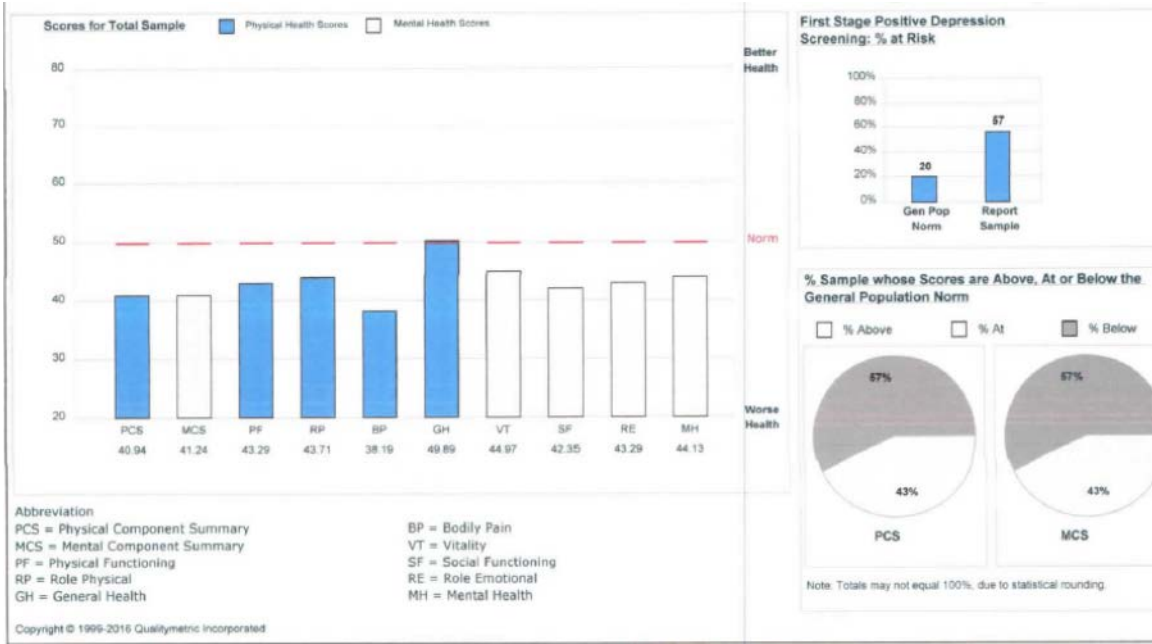 Scores for Total Sample
Physical Health Scores
Mental Health Scores
Better
Health
80
70
60
50
40
30
20
Norm
Worse
Health
PCS MCS PF RP BP GH VT SF RE MH
40.94 41.24 43.29 43.71 38.19 49.89 44.97 42.35 43.29 44.13
First Stage Positive Depression
Screening: % at Risk
100%
80%
60%
40%
20%
0%
20
57
Gen Pop
Norm
Report
Sample
% Sample whose Scores are Above, At or Below the
General Population Norm
% Above % At % Below
57%
43%
PCS
57%
43%
MCS
Note: Totals may not equal 100%, due to statistical rounding.
Abbreviation
PCS = Physical Component Summary
MCS = Mental Component Summary
PF = Physical Functioning
RP = Role Physical
GH = General Health
BP = Bodily Pain
VT = Vitality
SF = Social Functioning
RE = Role Emotional
MH = Mental Health
Copyright © 1999-2016 Qualitymetric Incorporated